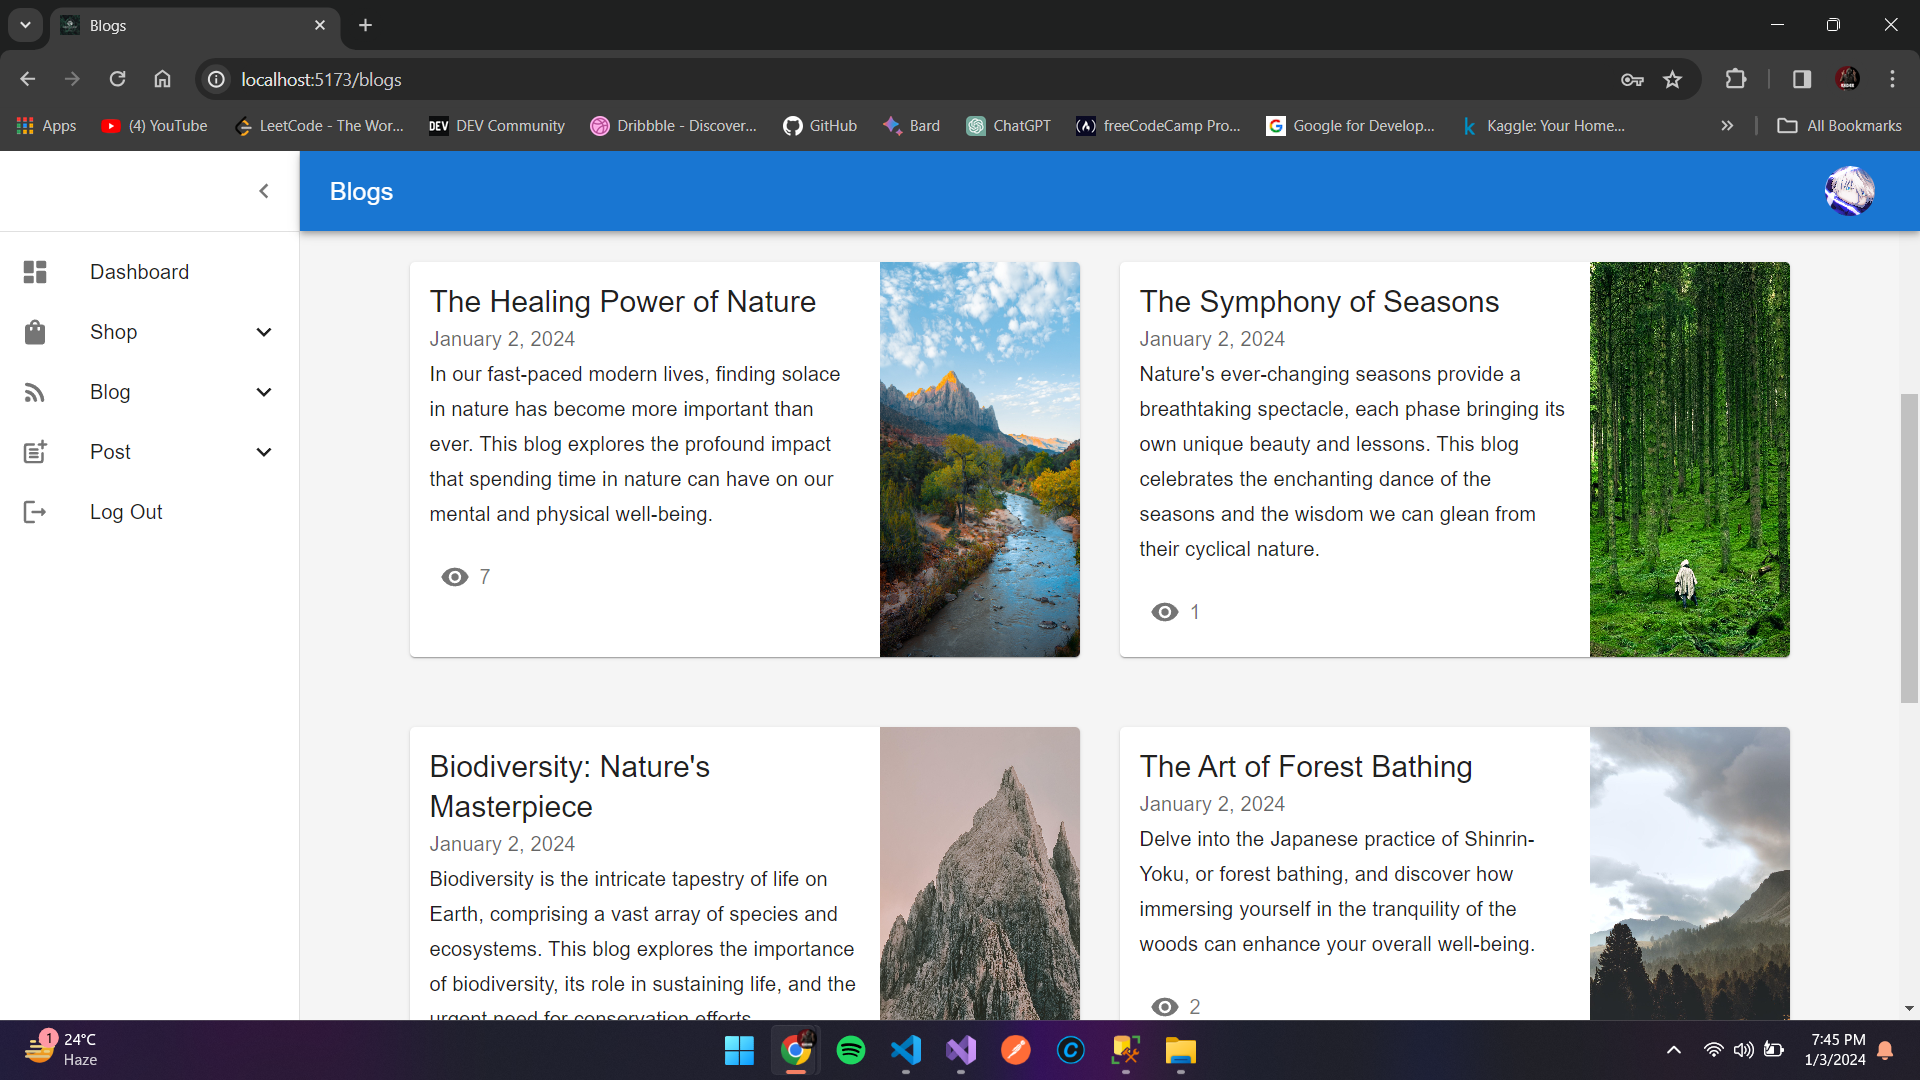 Blogs
localhost:5173/blogs
Apps
(4) YouTube
LeetCode - The Wor...
DEV
DEV Community
Dribbble - Discover...
GitHub
Bard
ChatGPT
freeCodeCamp Pro...
Google for Develop...
Kaggle: Your Home...
All Bookmarks
Blogs
Dashboard
Shop
Blog
Post
Log Out
The Healing Power of Nature
January 2, 2024
In our fast-paced modern lives, finding solace
in nature has become more important than
ever. This blog explores the profound impact
that spending time in nature can have on our
mental and physical well-being.
7
The Symphony of Seasons
January 2, 2024
Nature's ever-changing seasons provide a
breathtaking spectacle, each phase bringing its
own unique beauty and lessons. This blog
celebrates the enchanting dance of the
seasons and the wisdom we can glean from
their cyclical nature.
1
Biodiversity: Nature's
Masterpiece
January 2, 2024
Biodiversity is the intricate tapestry of life on
Earth, comprising a vast array of species and
ecosystems. This blog explores the importance
of biodiversity, its role in sustaining life, and the
urgent need for conservation efforts.
The Art of Forest Bathing
January 2, 2024
Delve into the Japanese practice of Shinrin-
Yoku, or forest bathing, and discover how
immersing yourself in the tranquility of the
woods can enhance your overall well-being.
2
1
24°C
Haze
7:45 PM
1/3/2024